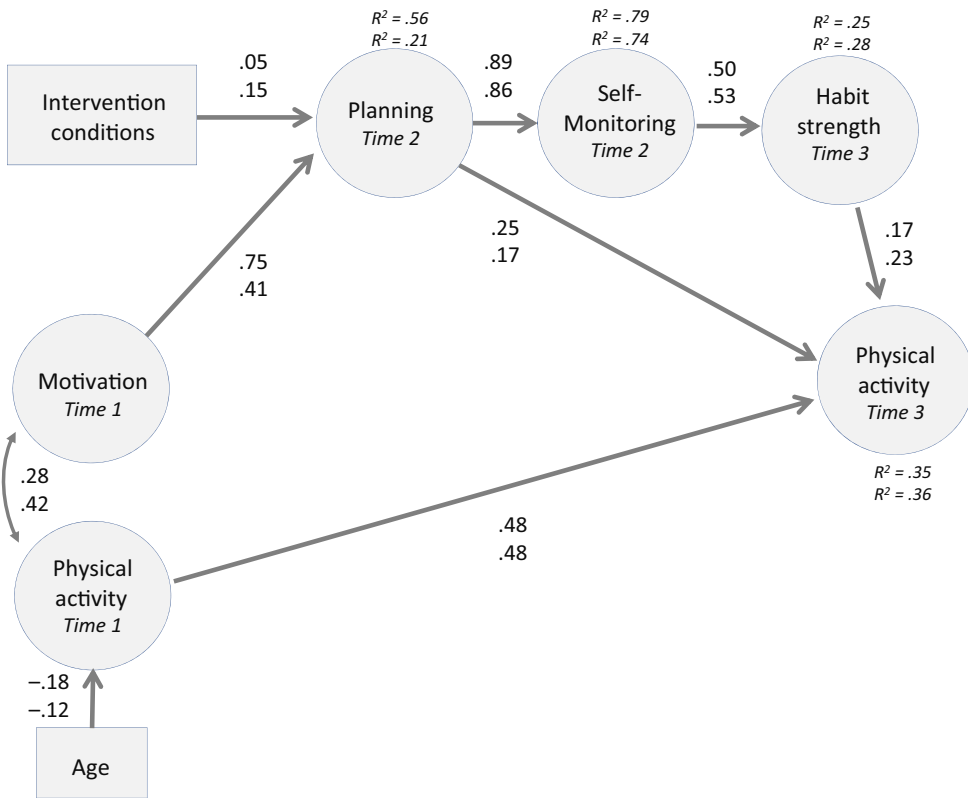 R² = .56
R² = .21
R² = .79
R² = .74
R² = .25
R² = .28
.05
.15
Intervention
conditions
Planning
Time 2
.89
.86
Self-
Monitoring
Time 2
.50
.53
Habit
strength
Time 3
.75
.41
.25
.17
.17
.23
Motivation
Time 1
Physical
activity
Time 3
R² = .35
R² = .36
.28
.42
.48
.48
Physical
activity
Time 1
–.18
–.12
Age